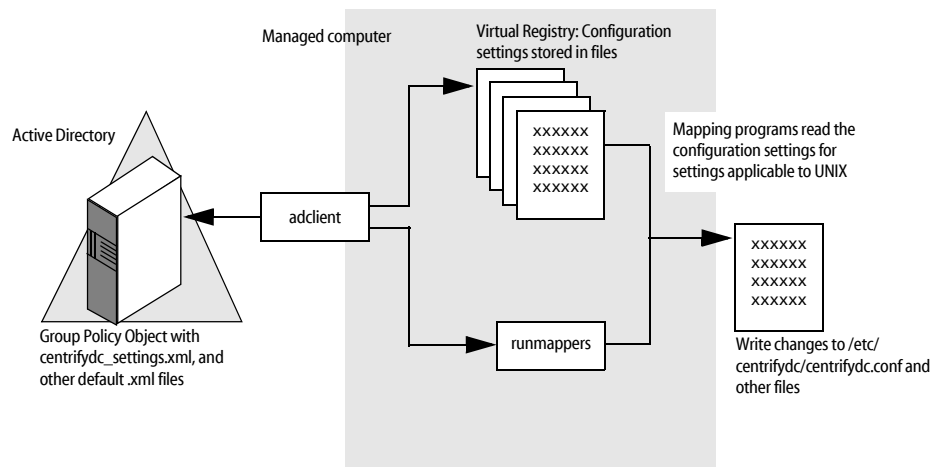 Managed computer
Virtual Registry: Configuration
settings stored in files
Active Directory
xxxxxx
xxxxxx
xxxxxx
xxxxxx
Mapping programs read the
configuration settings for
settings applicable to UNIX
adclient
xxxxxx
xxxxxx
xxxxxx
xxxxxx
Group Policy Object with
centrifydc_settings.xml, and
other default .xml files
runmappers
Write changes to /etc/
centrifydc/centrifydc.conf and
other files